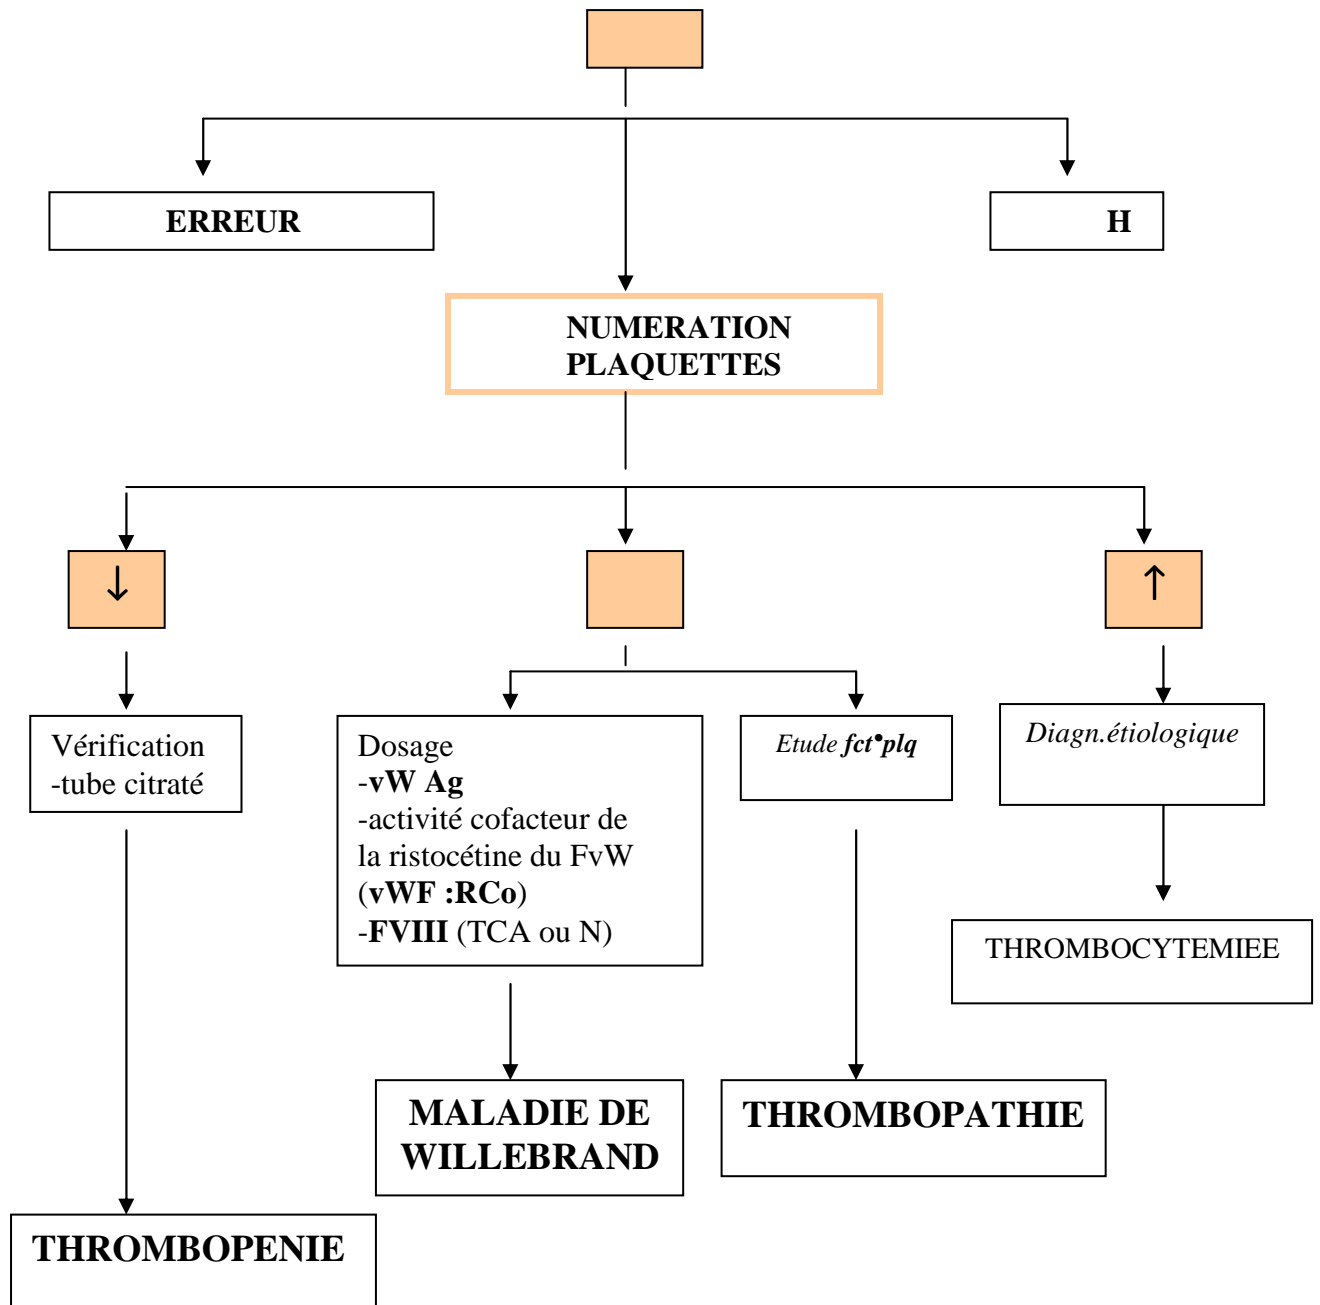 ERREUR
H
NUMERATION
PLAQUETTES
↓
↑
Vérification
-tube citraté
Dosage
-vW Ag
-activité cofacteur de
la ristocétine du FvW
(vWF :RCo)
-FVIII (TCA ou N)
Etude fct°plq
Diagn.étiologique
THROMBOCYTEMIEE
MALADIE DE
WILLEBRAND
THROMBOPATHIE
THROMBOPENIE